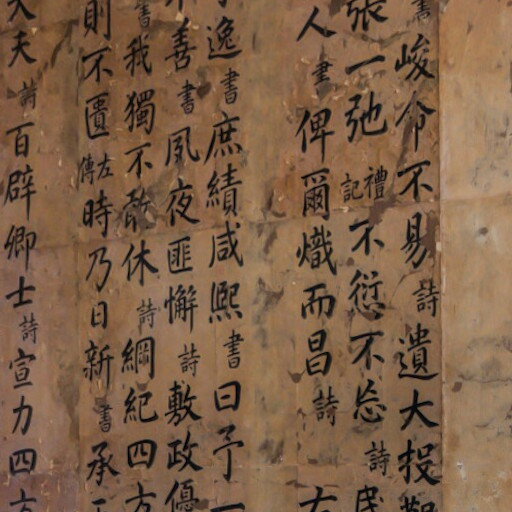 書峻命不易詩遺大投艱
張一弛禮記不愆不忘詩
人書俾爾熾而昌詩
逸書庶績咸熙書曰予一
善書夙夜匪懈詩敷政優
書我獨不敢休詩綱紀四方
則不匱左傳時乃日新書承
大夫詩百辟卿士詩宣力四方